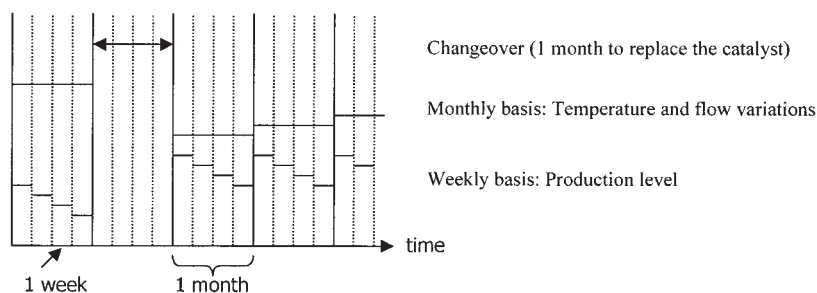 Changeover (1 month to replace the catalyst)
Monthly basis: Temperature and flow variations
Weekly basis: Production level
time
1 week
1 month